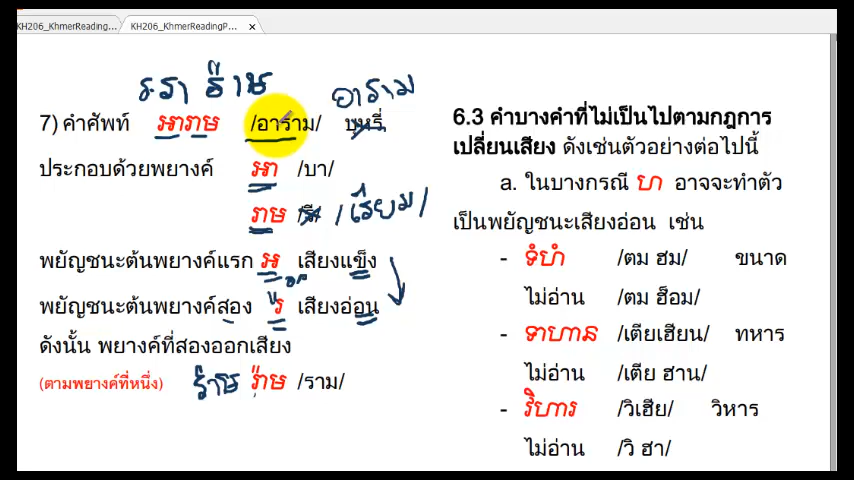 KH206_KhmerReading...
KH206_KhmerReadingP...
អារាម
7) คำศัพท์ អារាម /อาราม/ บุหรี่
ประกอบด้วยพยางค์ អា /บา/
រាម /รี/ /เรียม/
พยัญชนะต้นพยางค์แรก អ เสียงแข็ง
พยัญชนะต้นพยางค์สอง រ เสียงอ่อน
ดังนั้น พยางค์ที่สองออกเสียง
(ตามพยางค์ที่หนึ่ง) រ៉ាម រ៉ាម /ราม/
6.3 คำบางคำที่ไม่เป็นไปตามกฎการ
เปลี่ยนเสียง ดังเช่นตัวอย่างต่อไปนี้
a. ในบางกรณี ហ อาจจะทำตัว
เป็นพยัญชนะเสียงอ่อน เช่น
- ទំហំ /ตม ฮม/ ขนาด
ไม่อ่าน /ตม ฮ็อม/
- ទាហាន /เตียเฮียน/ ทหาร
ไม่อ่าน /เตีย ฮาน/
- វិហារ /วิเฮีย/ วิหาร
ไม่อ่าน /วิ ฮา/